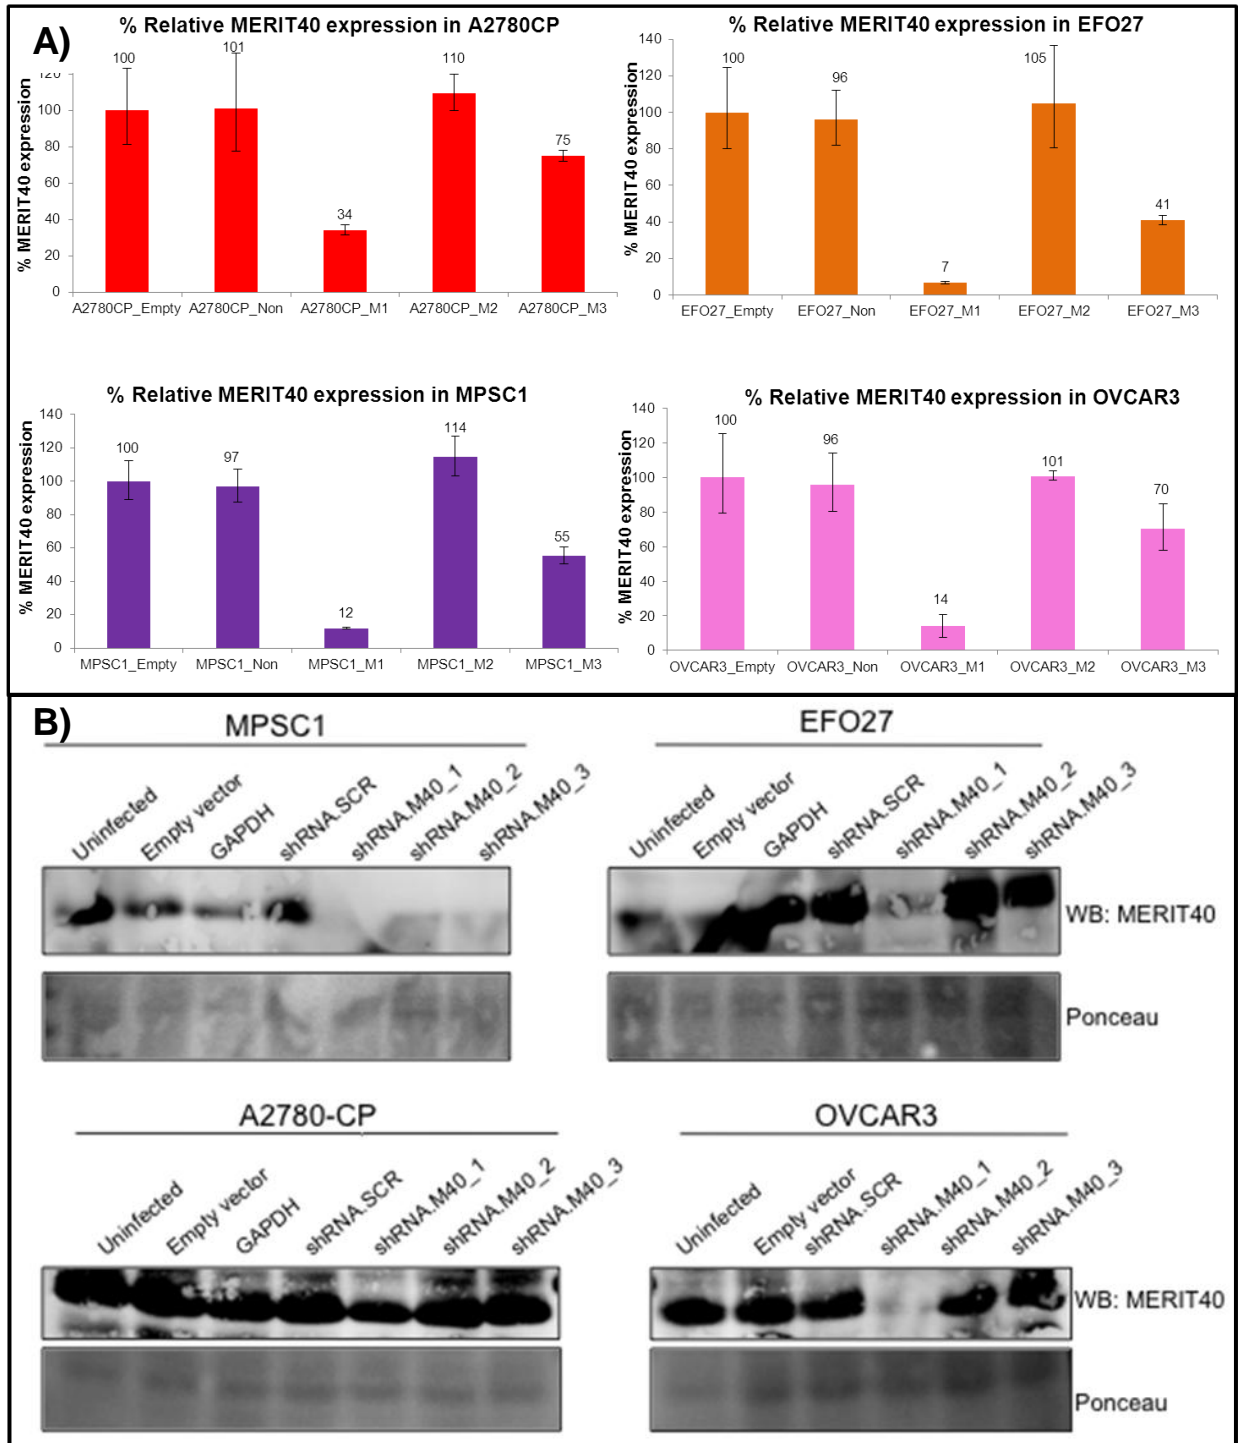 A)
% Relative MERIT40 expression in A2780CP
% MERIT40 expression
120
100
80
60
40
20
0
100
101
34
110
75
A2780CP_Empty A2780CP_Non A2780CP_M1 A2780CP_M2 A2780CP_M3
% Relative MERIT40 expression in EFO27
% MERIT40 expression
140
120
100
80
60
40
20
0
100
96
7
105
41
EFO27_Empty EFO27_Non EFO27_M1 EFO27_M2 EFO27_M3
% Relative MERIT40 expression in MPSC1
% MERIT40 expression
140
120
100
80
60
40
20
0
100
97
12
114
55
MPSC1_Empty MPSC1_Non MPSC1_M1 MPSC1_M2 MPSC1_M3
% Relative MERIT40 expression in OVCAR3
% MERIT40 expression
140
120
100
80
60
40
20
0
100
96
14
101
70
OVCAR3_Empty OVCAR3_Non OVCAR3_M1 OVCAR3_M2 OVCAR3_M3
B)
MPSC1
Uninfected
Empty vector
GAPDH
shRNA.SCR
shRNA.M40_1
shRNA.M40_2
shRNA.M40_3
EFO27
Uninfected
Empty vector
GAPDH
shRNA.SCR
shRNA.M40_1
shRNA.M40_2
shRNA.M40_3
WB: MERIT40
Ponceau
A2780-CP
Uninfected
Empty vector
GAPDH
shRNA.SCR
shRNA.M40_1
shRNA.M40_2
shRNA.M40_3
OVCAR3
Uninfected
Empty vector
shRNA.SCR
shRNA.M40_1
shRNA.M40_2
shRNA.M40_3
WB: MERIT40
Ponceau